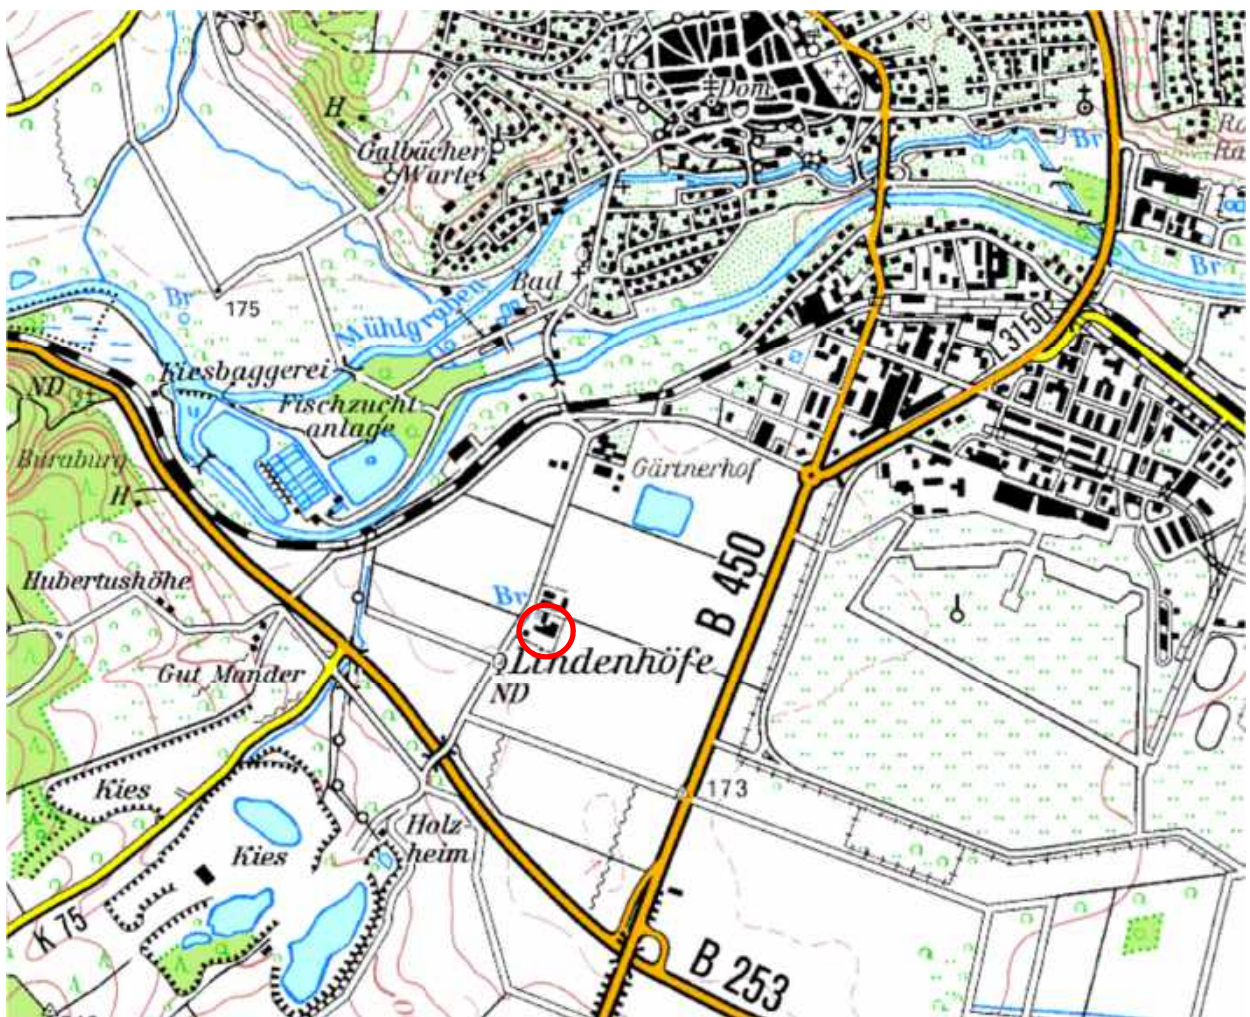 Dom
Br
H
Galbächer
Warte
Br
Bad
Br
175
Mühlgraben
L 3150
Kiesbaggerei
ND
Fischzucht
anlage
Büraburg
Gärtnerhof
H
B 450
Hubertushöhe
Br
Lindenhöfe
Gut Mander
ND
Kies
173
Holz-
heim
Kies
K 75
B 253